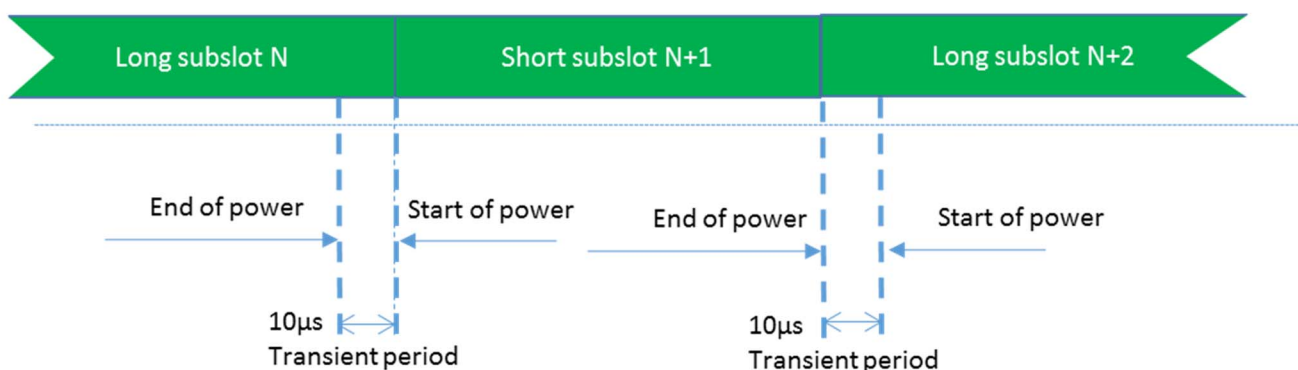 Long subslot N
Short subslot N+1
Long subslot N+2
End of power
Start of power
End of power
Start of power
10µs
Transient period
10µs
Transient period